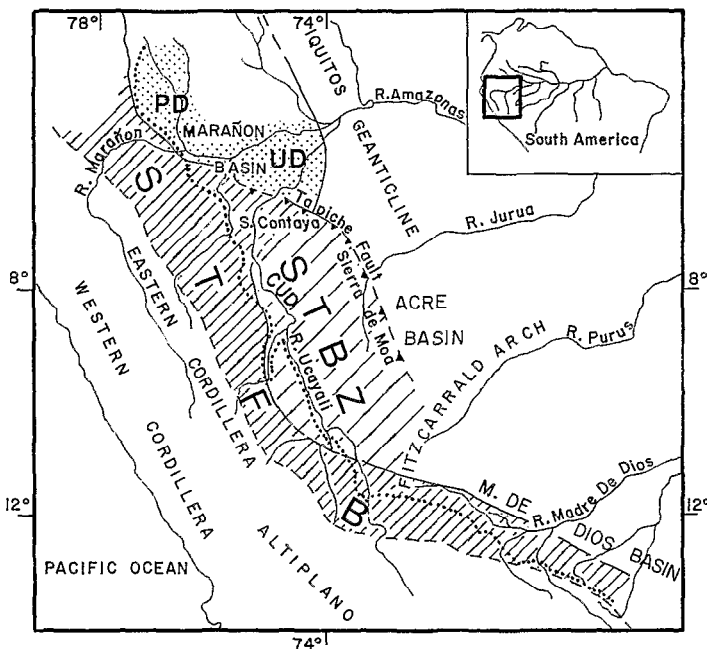 78°
74°
IQUITOS
GEANTICLINE
R. Amazonas
South America
PD
MARAÑON
BASIN
UD
R. Marañon
S
T
F
B
S. Contaya
Tapiche Fault
Sierra de Moa
R. Jurua
8°
8°
S
T
B
Z
CUD
R. Ucayali
ACRE
BASIN
R. Purus
EASTERN
CORDILLERA
WESTERN
CORDILLERA
FITZCARRALD ARCH
12°
12°
M. DE
R. Madre De Dios
DIOS BASIN
ALTIPLANO
PACIFIC OCEAN
74°